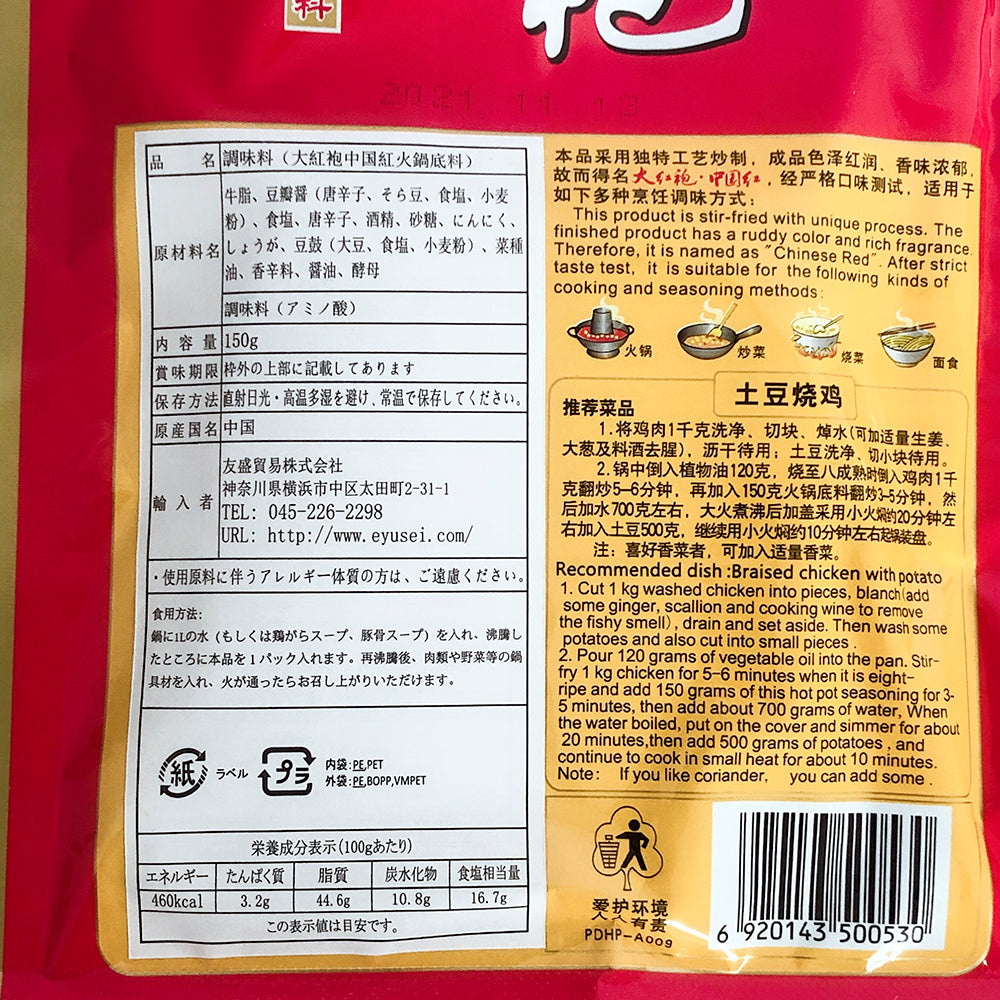 料
袍
2021 11 13
品 名 調味料（大紅袍中国紅火鍋底料）
原材料名
牛脂、豆瓣醤（唐辛子、そら豆、食塩、小麦
粉）、食塩、唐辛子、酒精、砂糖、にんにく、
しょうが、豆鼓（大豆、食塩、小麦粉）、菜種
油、香辛料、醤油、酵母
調味料（アミノ酸）
内 容 量 150g
賞味期限 枠外の上部に記載してあります
保存方法 直射日光・高温多湿を避け、常温で保存してください。
原産国名 中国
輸 入 者
友盛貿易株式会社
神奈川県横浜市中区太田町2-31-1
TEL: 045-226-2298
URL: http://www.eyusei.com/
・使用原料に伴うアレルギー体質の方は、ご遠慮ください。
食用方法:
鍋に1Lの水（もしくは鶏がらスープ、豚骨スープ）を入れ、沸騰し
たところに本品を1パック入れます。再沸騰後、肉類や野菜等の鍋
具材を入れ、火が通ったらお召し上がりいただけます。
紙 ラベル
プラ
内袋:PE,PET
外袋:PE,BOPP,VMPET
栄養成分表示(100gあたり)
エネルギー たんぱく質 脂質 炭水化物 食塩相当量
460kcal 3.2g 44.6g 10.8g 16.7g
この表示値は目安です。
本品采用独特工艺炒制，成品色泽红润、香味浓郁，
故而得名大红袍·中国红，经严格口味测试，适用于
如下多种烹饪调味方式：
This product is stir-fried with unique process. The
finished product has a ruddy color and rich fragrance.
Therefore, it is named as "Chinese Red". After strict
taste test, it is suitable for the following kinds of
cooking and seasoning methods:
火锅
炒菜
烧菜
面食
土豆烧鸡
推荐菜品
1.将鸡肉1千克洗净、切块、焯水(可加适量生姜、
大葱及料酒去腥)，沥干待用；土豆洗净、切小块待用。
2.锅中倒入植物油120克，烧至八成熟时倒入鸡肉1千
克翻炒5-6分钟，再加入150克火锅底料翻炒3-5分钟，然
后加水700克左右，大火煮沸后加盖采用小火焖约20分钟左
右加入土豆500克，继续用小火焖约10分钟左右起锅装盘。
注：喜好香菜者，可加入适量香菜。
Recommended dish :Braised chicken with potato
1. Cut 1 kg washed chicken into pieces, blanch(add
some ginger, scallion and cooking wine to remove
the fishy smell), drain and set aside. Then wash some
potatoes and also cut into small pieces .
2. Pour 120 grams of vegetable oil into the pan. Stir-
fry 1 kg chicken for 5-6 minutes when it is eight-
ripe and add 150 grams of this hot pot seasoning for 3-
5 minutes, then add about 700 grams of water, When
the water boiled, put on the cover and simmer for about
20 minutes,then add 500 grams of potatoes , and
continue to cook in small heat for about 10 minutes.
Note: If you like coriander, you can add some .
爱护环境
人人有责
PDHP-A009
6 920143 500530